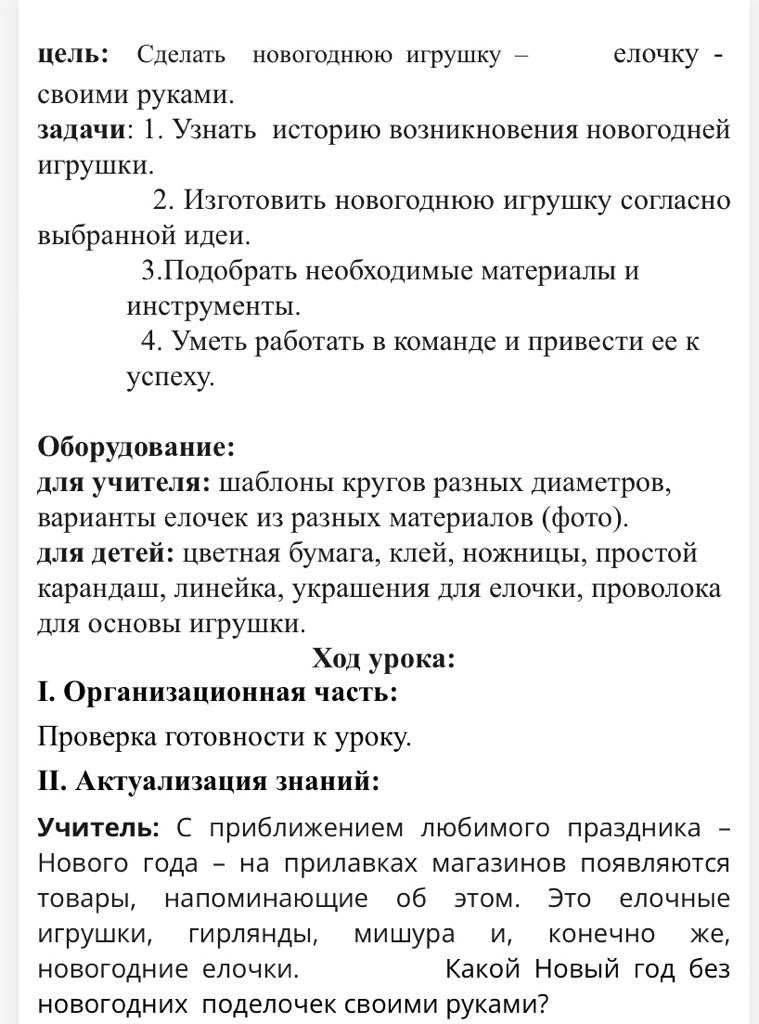 цель: Сделать новогоднюю игрушку – елочку -
своими руками.
задачи: 1. Узнать историю возникновения новогодней
игрушки.
2. Изготовить новогоднюю игрушку согласно
выбранной идеи.
3.Подобрать необходимые материалы и
инструменты.
4. Уметь работать в команде и привести ее к
успеху.
Оборудование:
для учителя: шаблоны кругов разных диаметров,
варианты елочек из разных материалов (фото).
для детей: цветная бумага, клей, ножницы, простой
карандаш, линейка, украшения для елочки, проволока
для основы игрушки.
Ход урока:
I. Организационная часть:
Проверка готовности к уроку.
II. Актуализация знаний:
Учитель: С приближением любимого праздника –
Нового года – на прилавках магазинов появляются
товары, напоминающие об этом. Это елочные
игрушки, гирлянды, мишура и, конечно же,
новогодние елочки. Какой Новый год без
новогодних поделочек своими руками?